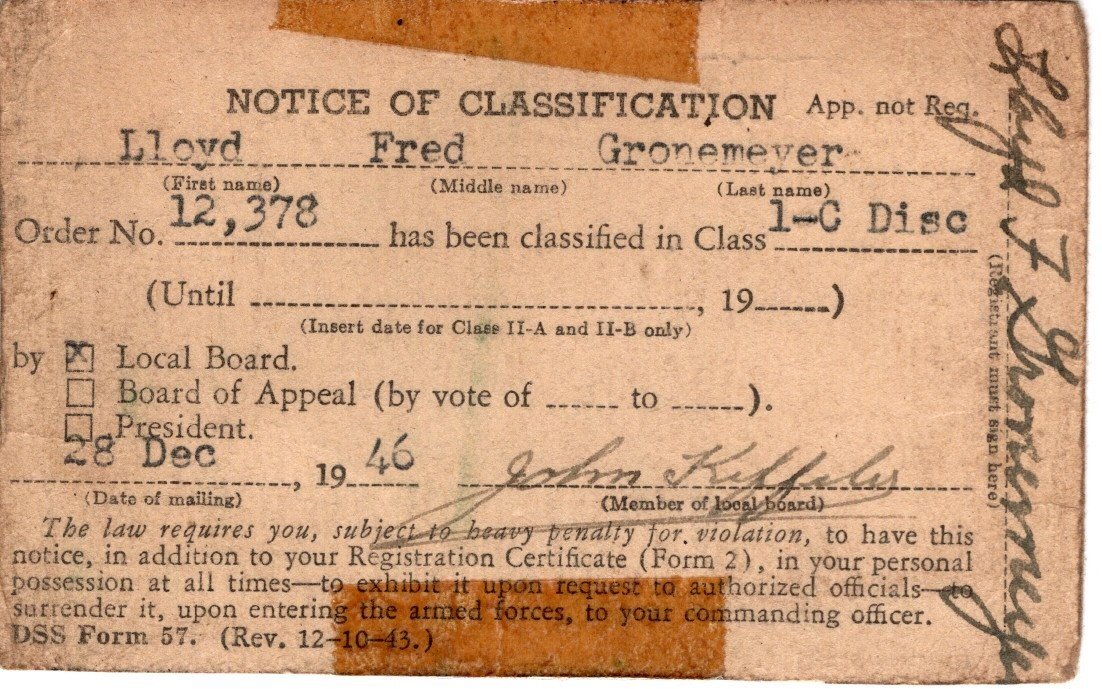 NOTICE OF CLASSIFICATION App. not Req.
Lloyd Fred Gronemeyer
(First name) (Middle name) (Last name)
Order No. 12,378 has been classified in Class 1-C Disc
(Until , 19 )
(Insert date for Class II-A and II-B only)
by ☒ Local Board.
☐ Board of Appeal (by vote of to ).
☐ President.
28 Dec, 19 46 John Kiffely
(Date of mailing) (Member of local board)
The law requires you, subject to heavy penalty for violation, to have this
notice, in addition to your Registration Certificate (Form 2), in your personal
possession at all times—to exhibit it upon request to authorized officials—to
surrender it, upon entering the armed forces, to your commanding officer.
DSS Form 57. (Rev. 12-10-43.)
Lloyd F Gronemeyer
(Registrant must sign here)